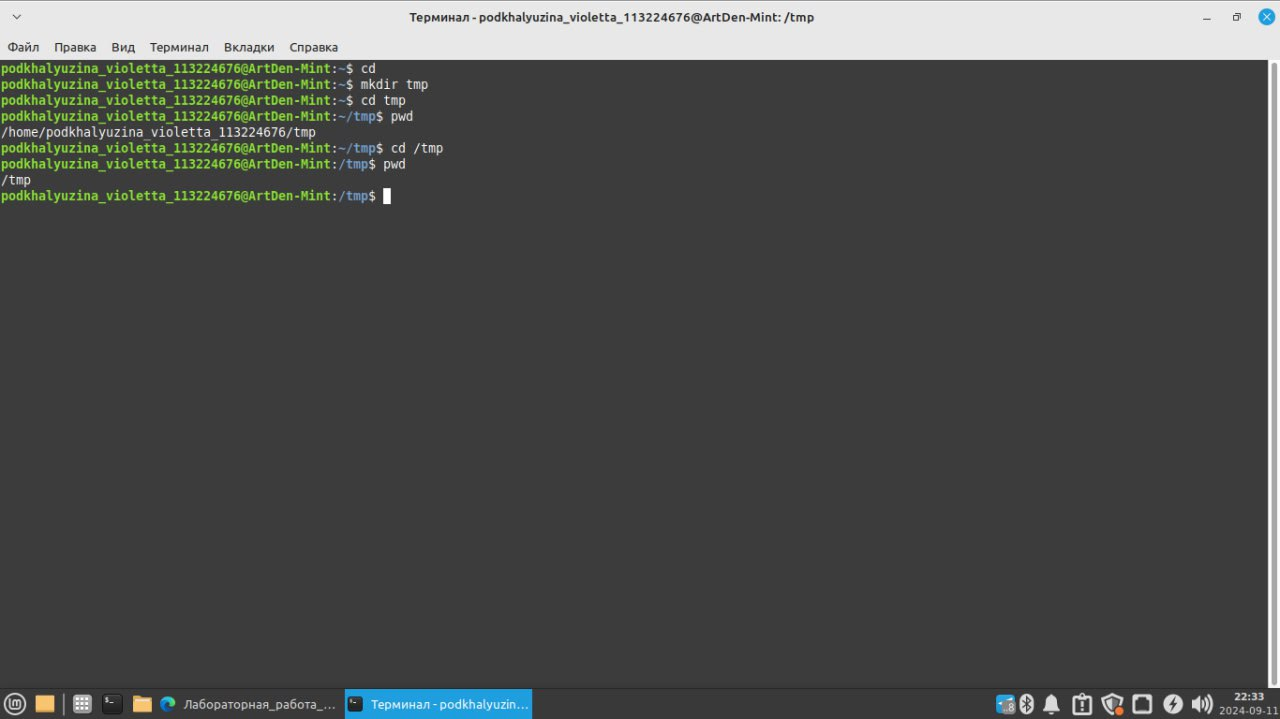 Терминал - podkhalyuzina_violetta_113224676@ArtDen-Mint: /tmp
Файл Правка Вид Терминал Вкладки Справка
podkhalyuzina_violetta_113224676@ArtDen-Mint:~$ cd
podkhalyuzina_violetta_113224676@ArtDen-Mint:~$ mkdir tmp
podkhalyuzina_violetta_113224676@ArtDen-Mint:~$ cd tmp
podkhalyuzina_violetta_113224676@ArtDen-Mint:~/tmp$ pwd
/home/podkhalyuzina_violetta_113224676/tmp
podkhalyuzina_violetta_113224676@ArtDen-Mint:~/tmp$ cd /tmp
podkhalyuzina_violetta_113224676@ArtDen-Mint:/tmp$ pwd
/tmp
podkhalyuzina_violetta_113224676@ArtDen-Mint:/tmp$
Лабораторная_работа_... Терминал - podkhalyuzin... 22:33
2024-09-11